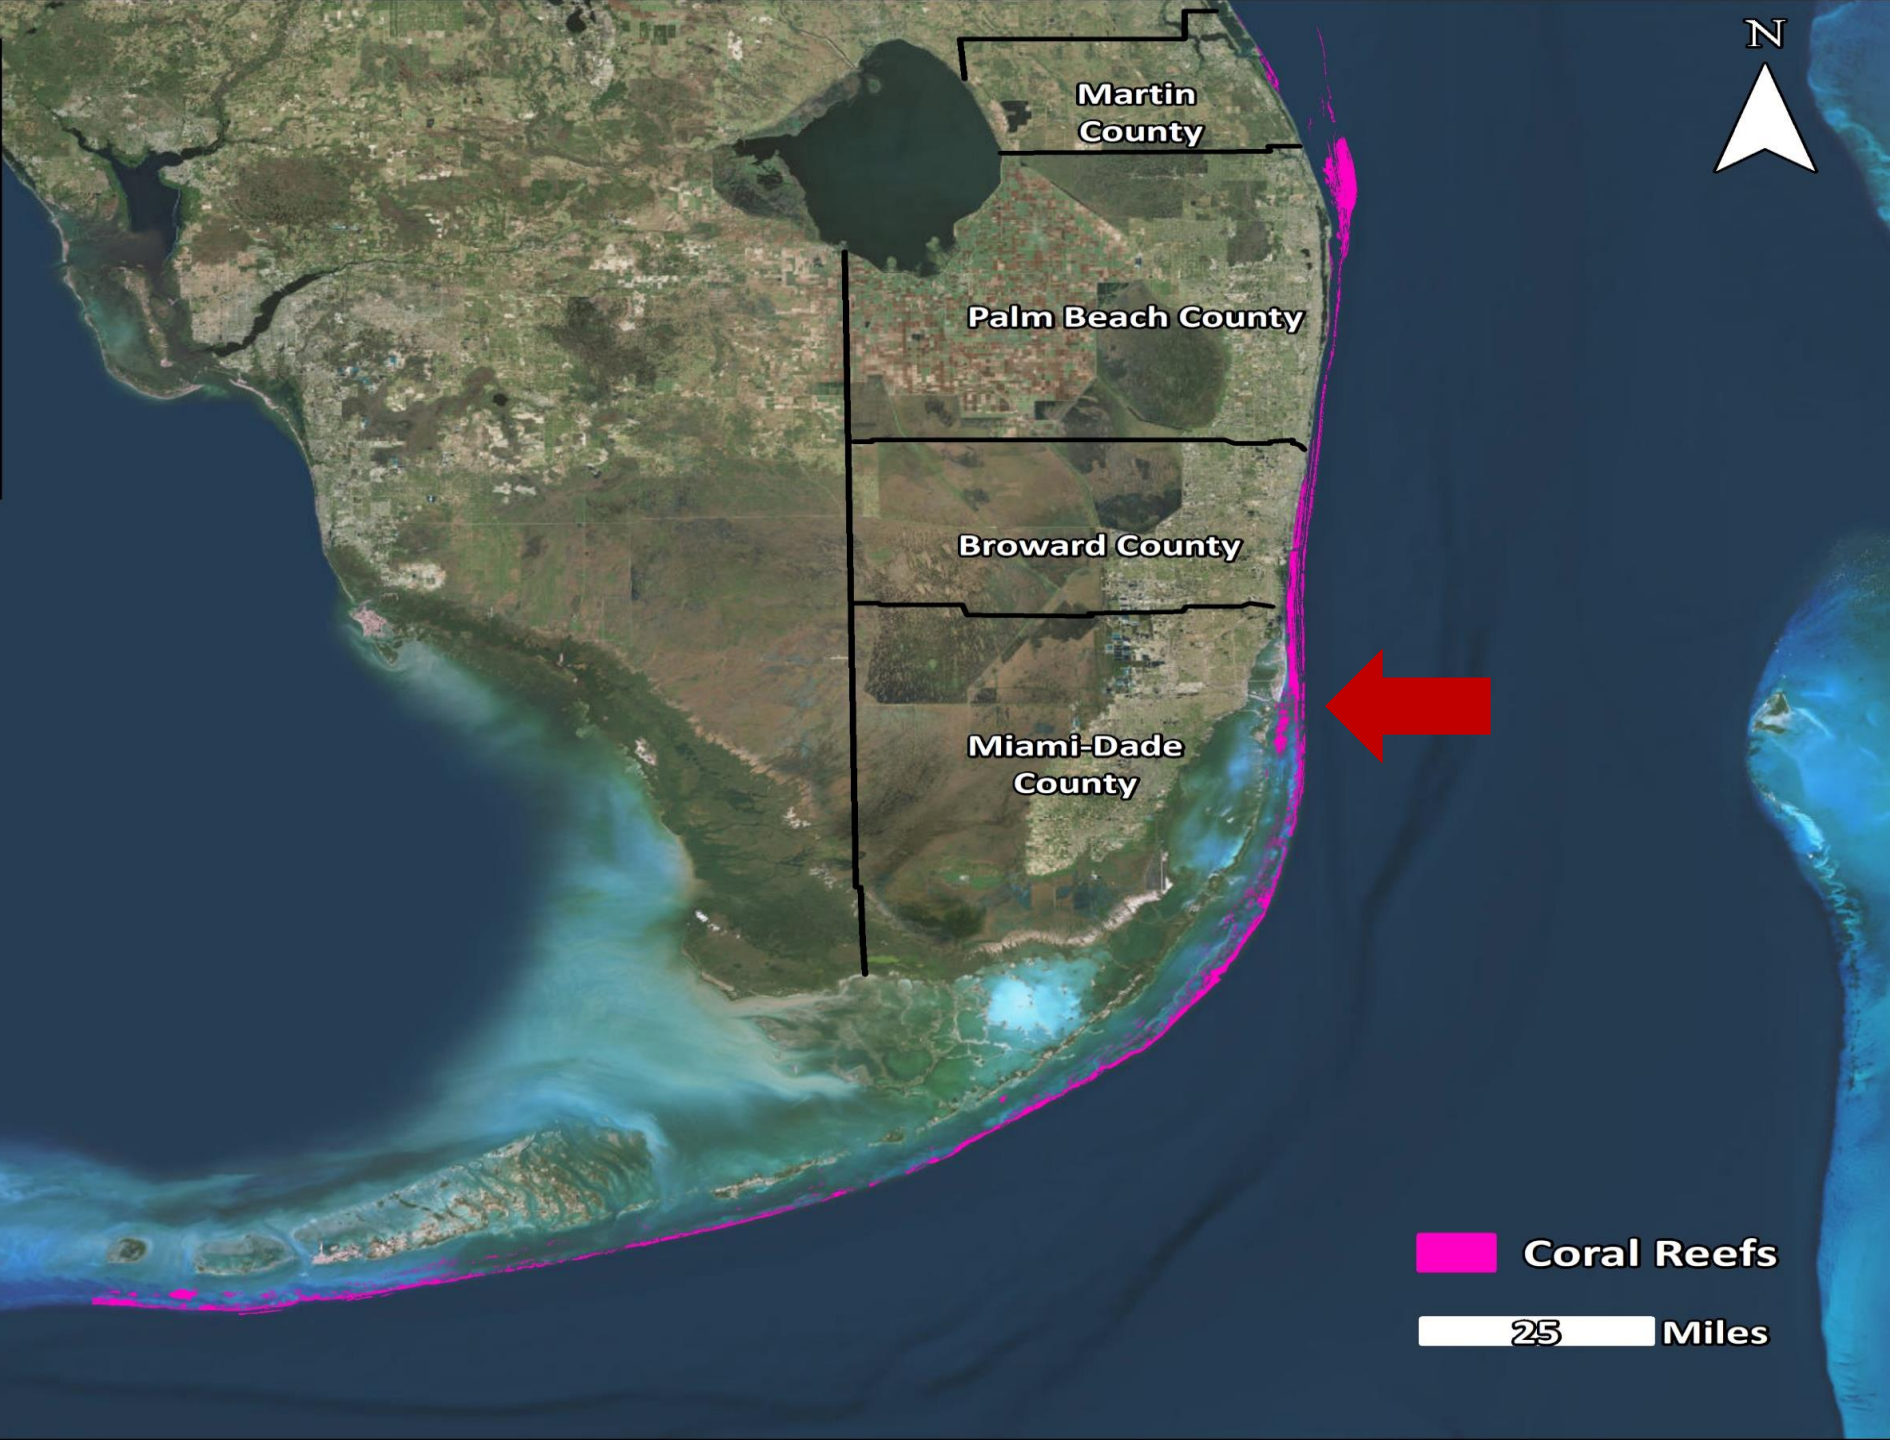 N
Martin
County
Palm Beach County
Broward County
Miami-Dade
County
Coral Reefs
25 Miles